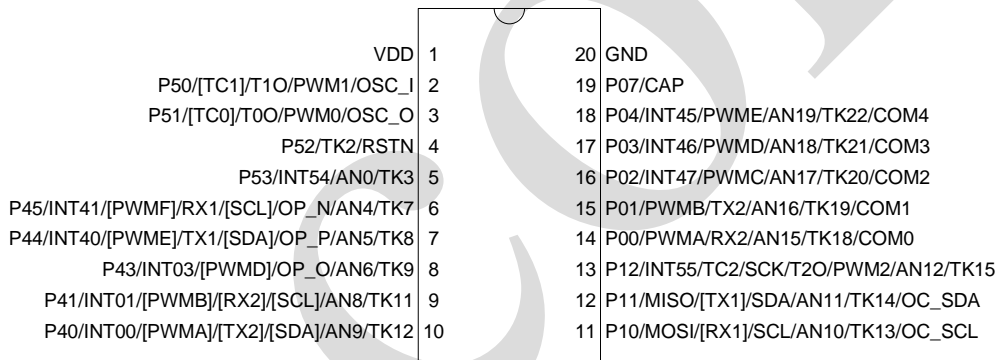 VDD 1 20 GND
P50/[TC1]/T1O/PWM1/OSC_I 2 19 P07/CAP
P51/[TC0]/T0O/PWM0/OSC_O 3 18 P04/INT45/PWME/AN19/TK22/COM4
P52/TK2/RSTN 4 17 P03/INT46/PWMD/AN18/TK21/COM3
P53/INT54/AN0/TK3 5 16 P02/INT47/PWMC/AN17/TK20/COM2
P45/INT41/[PWMF]/RX1/[SCL]/OP_N/AN4/TK7 6 15 P01/PWMB/TX2/AN16/TK19/COM1
P44/INT40/[PWME]/TX1/[SDA]/OP_P/AN5/TK8 7 14 P00/PWMA/RX2/AN15/TK18/COM0
P43/INT03/[PWMD]/OP_O/AN6/TK9 8 13 P12/INT55/TC2/SCK/T2O/PWM2/AN12/TK15
P41/INT01/[PWMB]/[RX2]/[SCL]/AN8/TK11 9 12 P11/MISO/[TX1]/SDA/AN11/TK14/OC_SDA
P40/INT00/[PWMA]/[TX2]/[SDA]/AN9/TK12 10 11 P10/MOSI/[RX1]/SCL/AN10/TK13/OC_SCL